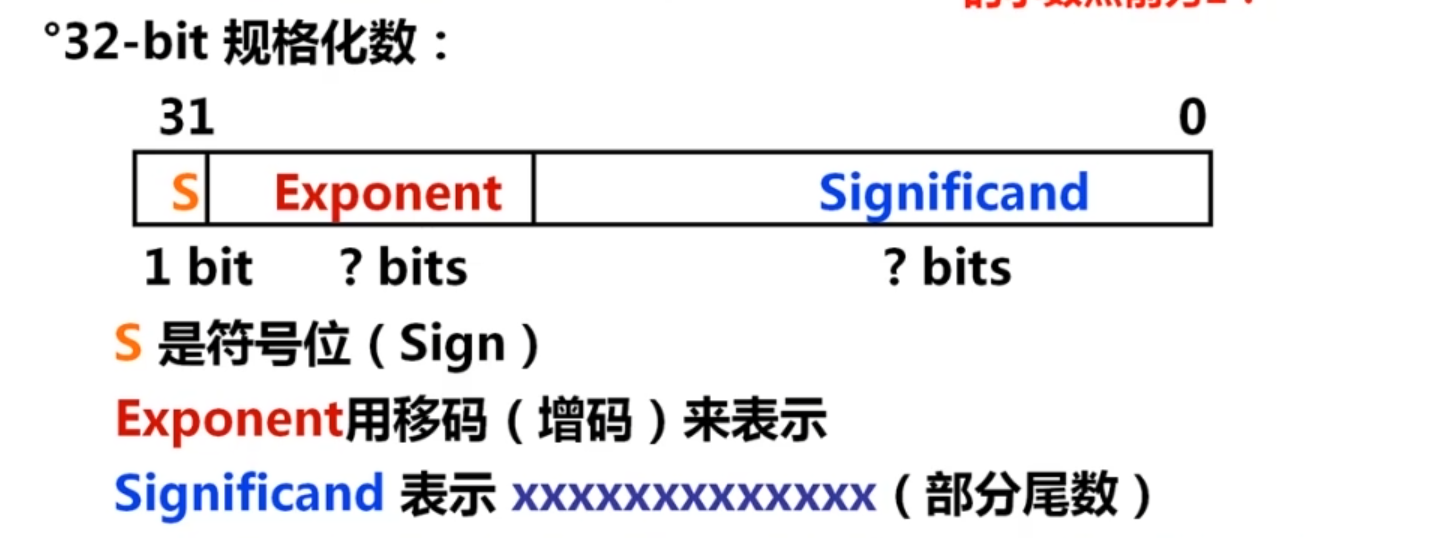 °32-bit 规格化数：
31 0
S Exponent Significand
1 bit ? bits ? bits
S 是符号位（Sign）
Exponent用移码（增码）来表示
Significand 表示 xxxxxxxxxxxxx（部分尾数）